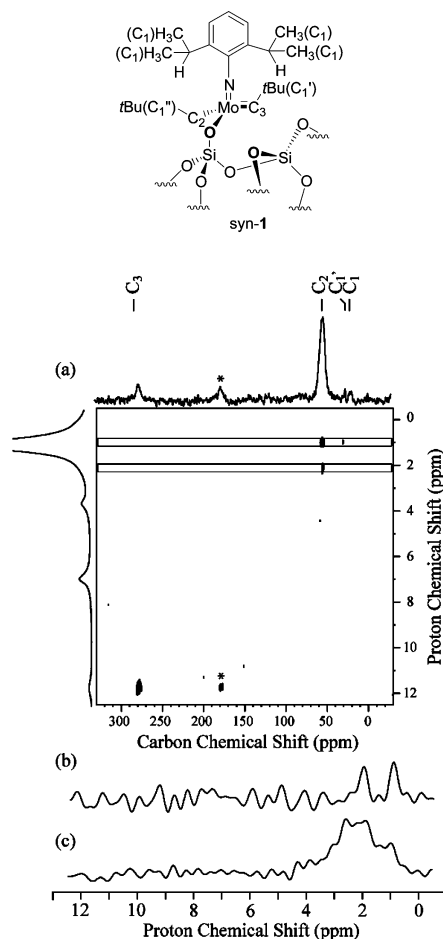 (C1)H3C CH3(C1)
(C1)H3C CH3(C1)
H H
N
tBu(C1")
tBu(C1')
C2 Mo C3
O O O
Si O Si
O O O O
syn-1
C3 C2 C1' C1
(a)
*
0
2
4
6
8
10
12
*
Proton Chemical Shift (ppm)
300 250 200 150 100 50 0
Carbon Chemical Shift (ppm)
(b)
(c)
12 10 8 6 4 2 0
Proton Chemical Shift (ppm)